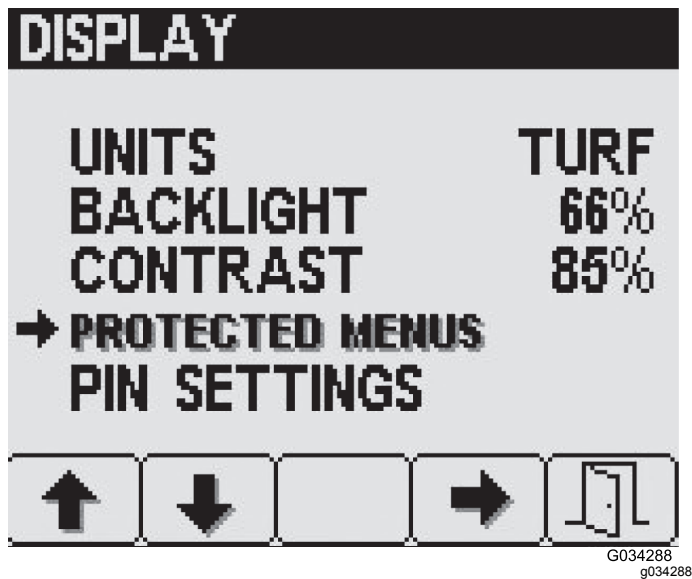 DISPLAY
UNITS TURF
BACKLIGHT 66%
CONTRAST 85%
PROTECTED MENUS
PIN SETTINGS
G034288
g034288